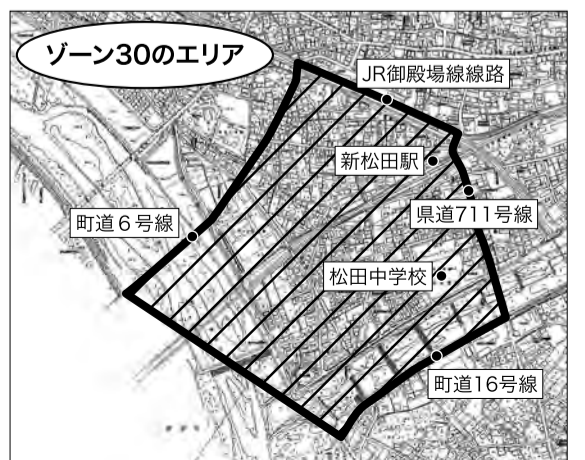 ゾーン30のエリア
JR御殿場線線路
新松田駅
県道711号線
町道6号線
松田中学校
町道16号線